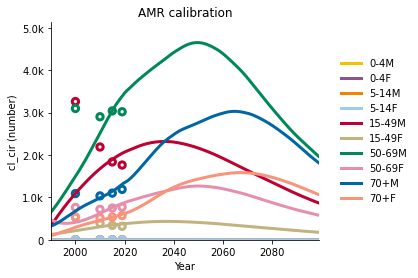 AMR calibration
5.0k
4.0k
3.0k
2.0k
1.0k
0
cl_cir (number)
2000
2020
2040
2060
2080
Year
0-4M
0-4F
5-14M
5-14F
15-49M
15-49F
50-69M
50-69F
70+M
70+F